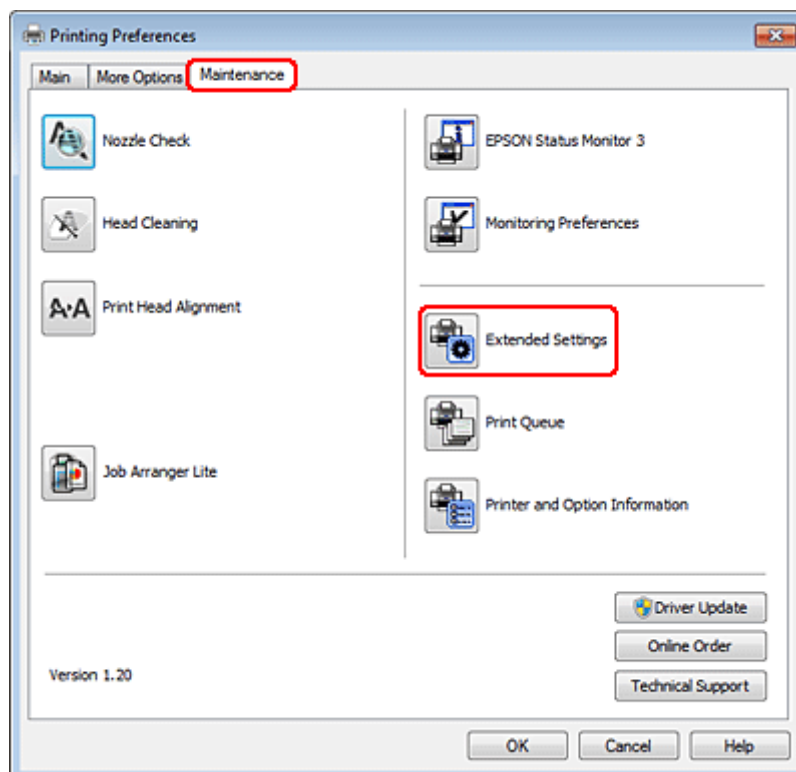 Printing Preferences
Main
More Options
Maintenance
Nozzle Check
Head Cleaning
A·A
Print Head Alignment
Job Arranger Lite
EPSON Status Monitor 3
Monitoring Preferences
Extended Settings
Print Queue
Printer and Option Information
Driver Update
Online Order
Technical Support
Version 1.20
OK
Cancel
Help